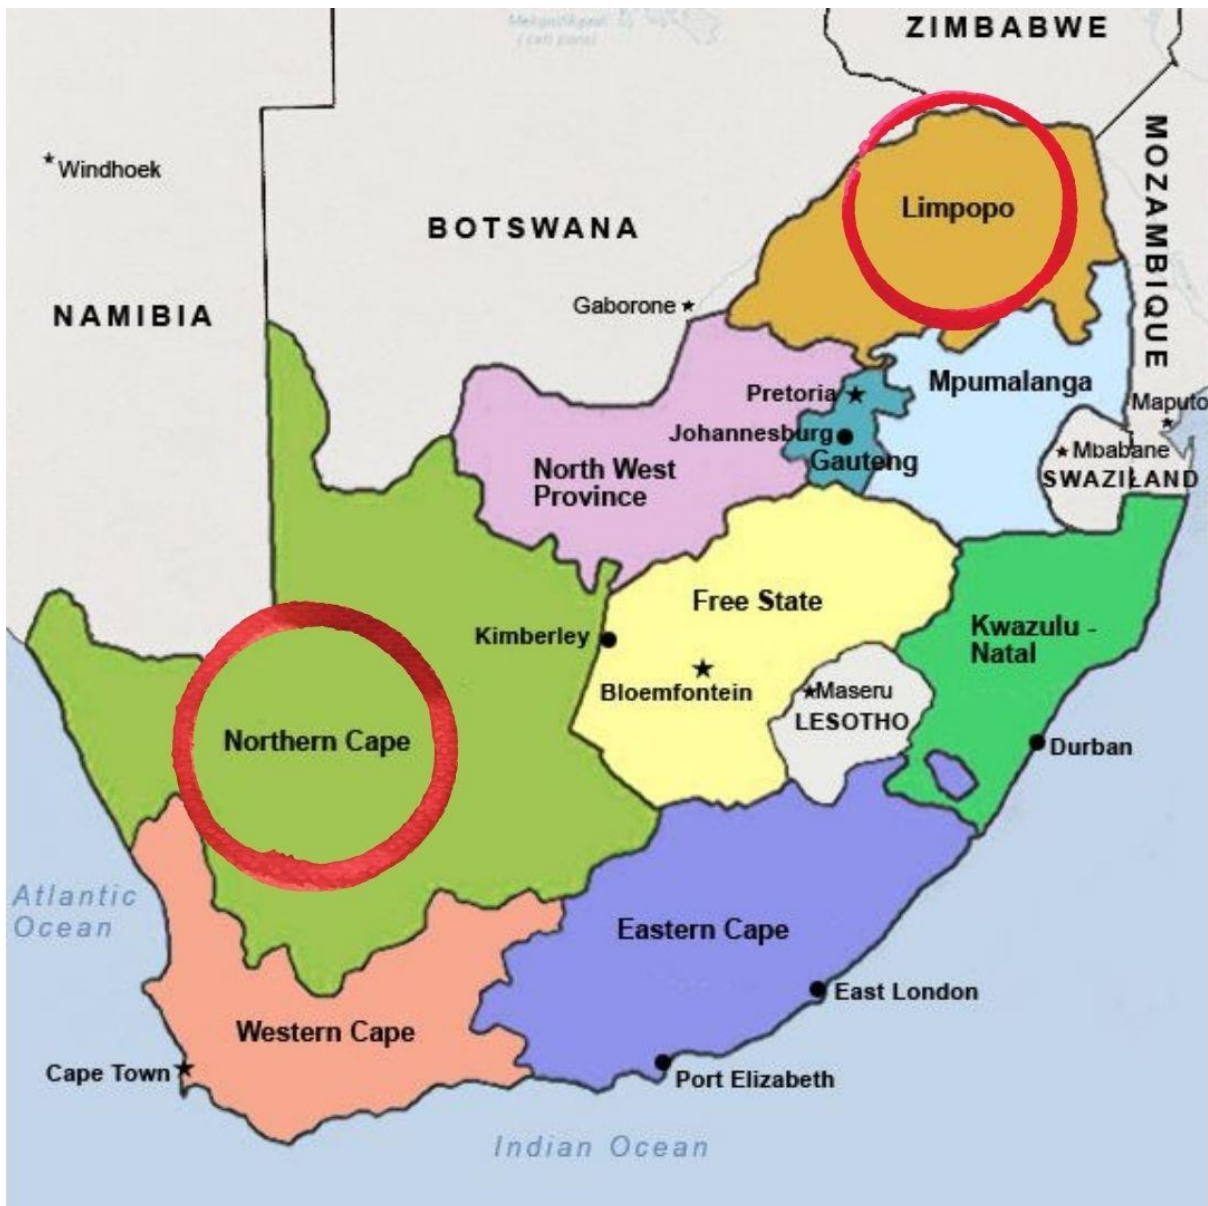 ZIMBABWE
Windhoek
MOZAMBIQUE
Limpopo
BOTSWANA
Gaborone
NAMIBIA
Mpumalanga
Pretoria
Maputo
Johannesburg
Mbabane
Gauteng
North West
Province
SWAZILAND
Free State
Kwazulu -
Natal
Kimberley
Bloemfontein
Maseru
LESOTHO
Northern Cape
Durban
Atlantic
Ocean
Eastern Cape
East London
Western Cape
Cape Town
Port Elizabeth
Indian Ocean